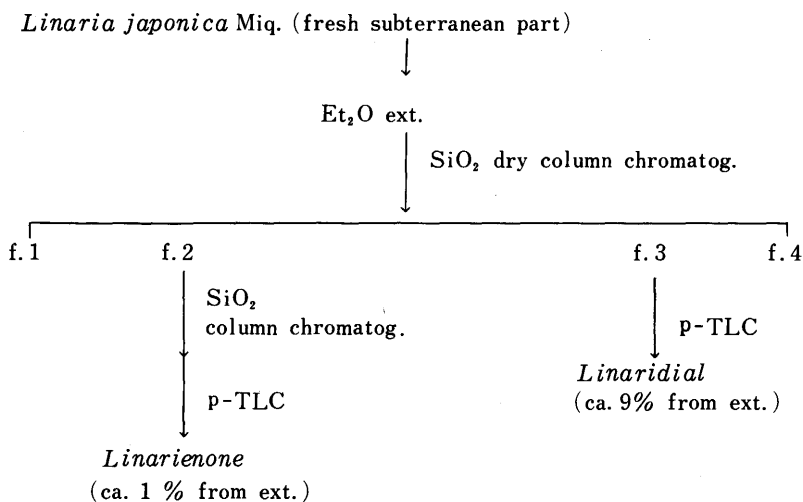 Linaria japonica Miq. (fresh subterranean part)
Et₂O ext.
SiO₂ dry column chromatog.
f.1 f.2 f.3 f.4
SiO₂
column chromatog.
p-TLC
Linarienone
(ca. 1 % from ext.)
p-TLC
Linaridial
(ca. 9% from ext.)